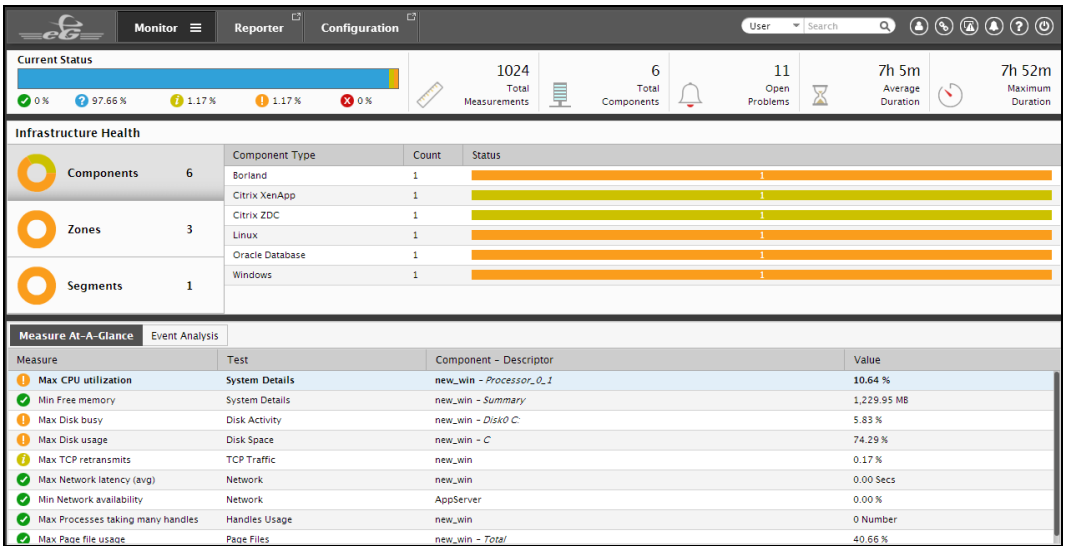 eG
Monitor Reporter Configuration User Search
Current Status
0 % 97.66 % 1.17 % 1.17 % 0 %
1024 Total Measurements
6 Total Components
11 Open Problems
7h 5m Average Duration
7h 52m Maximum Duration
Infrastructure Health
Components 6
Zones 3
Segments 1
Component Type Count Status
Borland 1 1
Citrix XenApp 1 1
Citrix ZDC 1 1
Linux 1 1
Oracle Database 1 1
Windows 1 1
Measure At-A-Glance Event Analysis
Measure Test Component - Descriptor Value
Max CPU utilization System Details new_win - Processor_0_1 10.64 %
Min Free memory System Details new_win - Summary 1,229.95 MB
Max Disk busy Disk Activity new_win - Disk0 C: 5.83 %
Max Disk usage Disk Space new_win - C 74.29 %
Max TCP retransmits TCP Traffic new_win 0.17 %
Max Network latency (avg) Network new_win 0.00 Secs
Min Network availability Network AppServer 0.00 %
Max Processes taking many handles Handles Usage new_win 0 Number
Max Page file usage Page Files new_win - Total 40.66 %